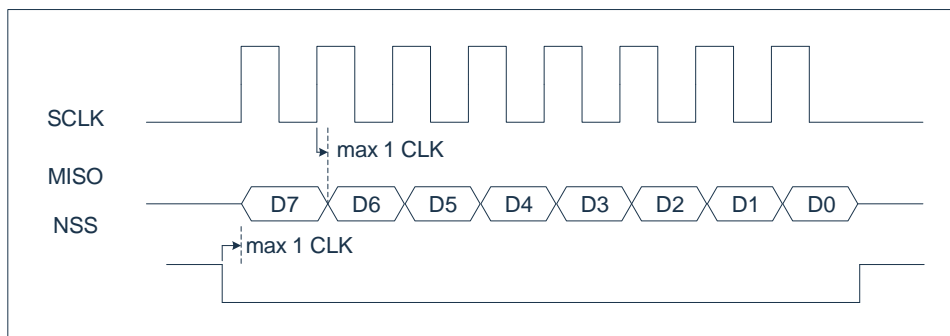 SCLK
max 1 CLK
MISO
D7 D6 D5 D4 D3 D2 D1 D0
NSS
max 1 CLK